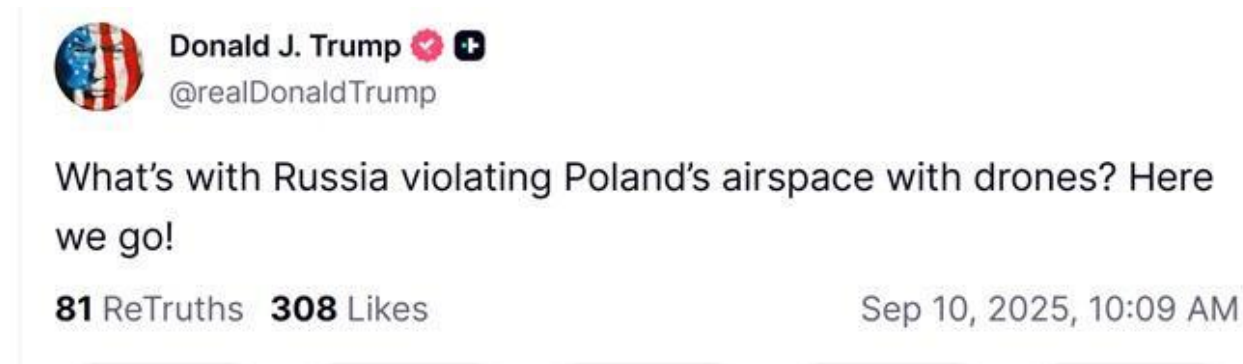 Donald J. Trump
@realDonaldTrump
What’s with Russia violating Poland’s airspace with drones? Here
we go!
81 ReTruths 308 Likes Sep 10, 2025, 10:09 AM